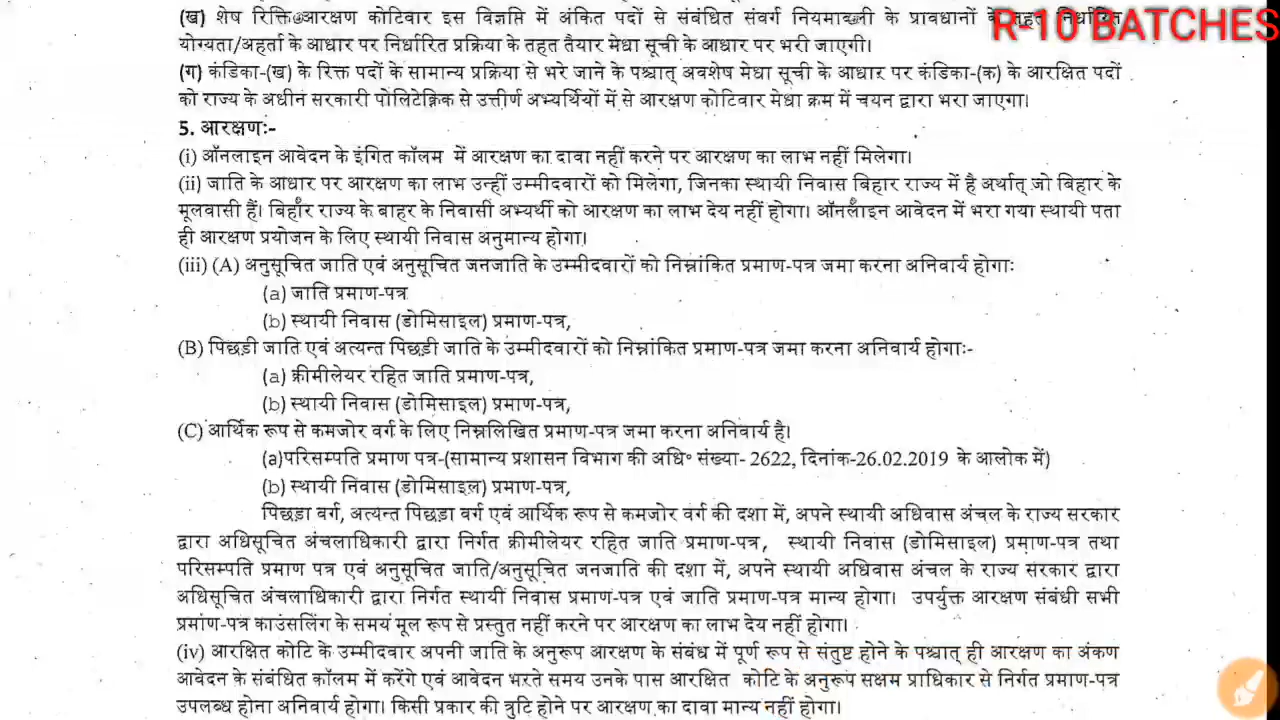 (ख) शेष रिक्ति आरक्षण कोटिवार इस विज्ञप्ति में अंकित पदों से संबंधित संवर्ग नियमावली के प्रावधानों के तहत निर्धारित
R-10 BATCHES
योग्यता/अहर्ता के आधार पर निर्धारित प्रक्रिया के तहत तैयार मेधा सूची के आधार पर भरी जाएगी।
(ग) कंडिका-(ख) के रिक्त पदों के सामान्य प्रक्रिया से भरे जाने के पश्चात् अवशेष मेधा सूची के आधार पर कंडिका-(क) के आरक्षित पदों
को राज्य के अधीन सरकारी पोलिटेक्निक से उत्तीर्ण अभ्यर्थियों में से आरक्षण कोटिवार मेधा क्रम में चयन द्वारा भरा जाएगा।
5. आरक्षणः-
(i) ऑनलाइन आवेदन के इंगित कॉलम में आरक्षण का दावा नहीं करने पर आरक्षण का लाभ नहीं मिलेगा।
(ii) जाति के आधार पर आरक्षण का लाभ उन्हीं उम्मीदवारों को मिलेगा, जिनका स्थायी निवास बिहार राज्य में है अर्थात् जो बिहार के
मूलवासी हैं। बिहार राज्य के बाहर के निवासी अभ्यर्थी को आरक्षण का लाभ देय नहीं होगा। ऑनलाइन आवेदन में भरा गया स्थायी पता
ही आरक्षण प्रयोजन के लिए स्थायी निवास अनुमान्य होगा।
(iii) (A) अनुसूचित जाति एवं अनुसूचित जनजाति के उम्मीदवारों को निम्नांकित प्रमाण-पत्र जमा करना अनिवार्य होगाः
(a) जाति प्रमाण-पत्र
(b) स्थायी निवास (डोमिसाइल) प्रमाण-पत्र,
(B) पिछड़ी जाति एवं अत्यन्त पिछड़ी जाति के उम्मीदवारों को निम्नांकित प्रमाण-पत्र जमा करना अनिवार्य होगाः-
(a) क्रीमीलेयर रहित जाति प्रमाण-पत्र,
(b) स्थायी निवास (डोमिसाइल) प्रमाण-पत्र,
(C) आर्थिक रूप से कमजोर वर्ग के लिए निम्नलिखित प्रमाण-पत्र जमा करना अनिवार्य है।
(a)परिसम्पति प्रमाण पत्र-(सामान्य प्रशासन विभाग की अधि॰ संख्या- 2622, दिनांक-26.02.2019 के आलोक में)
(b) स्थायी निवास (डोमिसाइल) प्रमाण-पत्र,
पिछड़ा वर्ग, अत्यन्त पिछड़ा वर्ग एवं आर्थिक रूप से कमजोर वर्ग की दशा में, अपने स्थायी अधिवास अंचल के राज्य सरकार
द्वारा अधिसूचित अंचलाधिकारी द्वारा निर्गत क्रीमीलेयर रहित जाति प्रमाण-पत्र, स्थायी निवास (डोमिसाइल) प्रमाण-पत्र तथा
परिसम्पति प्रमाण पत्र एवं अनुसूचित जाति/अनुसूचित जनजाति की दशा में, अपने स्थायी अधिवास अंचल के राज्य सरकार द्वारा
अधिसूचित अंचलाधिकारी द्वारा निर्गत स्थायी निवास प्रमाण-पत्र एवं जाति प्रमाण-पत्र मान्य होगा। उपर्युक्त आरक्षण संबंधी सभी
प्रमाण-पत्र काउंसलिंग के समय मूल रूप से प्रस्तुत नहीं करने पर आरक्षण का लाभ देय नहीं होगा।
(iv) आरक्षित कोटि के उम्मीदवार अपनी जाति के अनुरूप आरक्षण के संबंध में पूर्ण रूप से संतुष्ट होने के पश्चात् ही आरक्षण का अंकण
आवेदन के संबंधित कॉलम में करेंगे एवं आवेदन भरते समय उनके पास आरक्षित कोटि के अनुरूप सक्षम प्राधिकार से निर्गत प्रमाण-पत्र
उपलब्ध होना अनिवार्य होगा। किसी प्रकार की त्रुटि होने पर आरक्षण का दावा मान्य नहीं होगा।